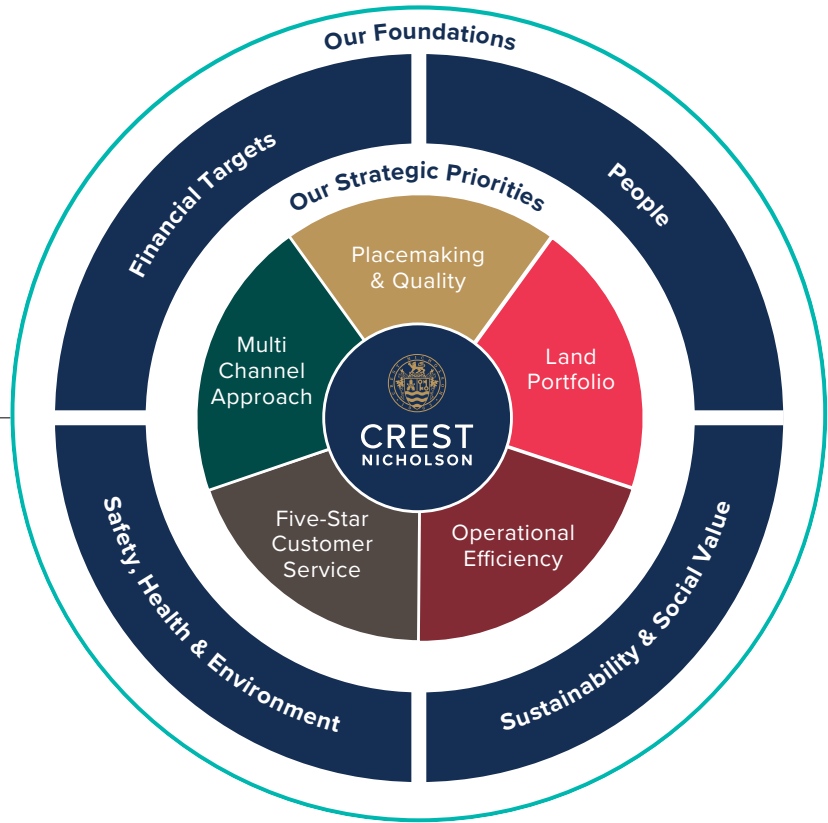 Our Foundations
Financial Targets
People
Our Strategic Priorities
Placemaking
& Quality
Multi
Channel
Approach
Land
Portfolio
CREST
NICHOLSON
Five-Star
Customer
Service
Operational
Efficiency
Safety, Health & Environment
Sustainability & Social Value